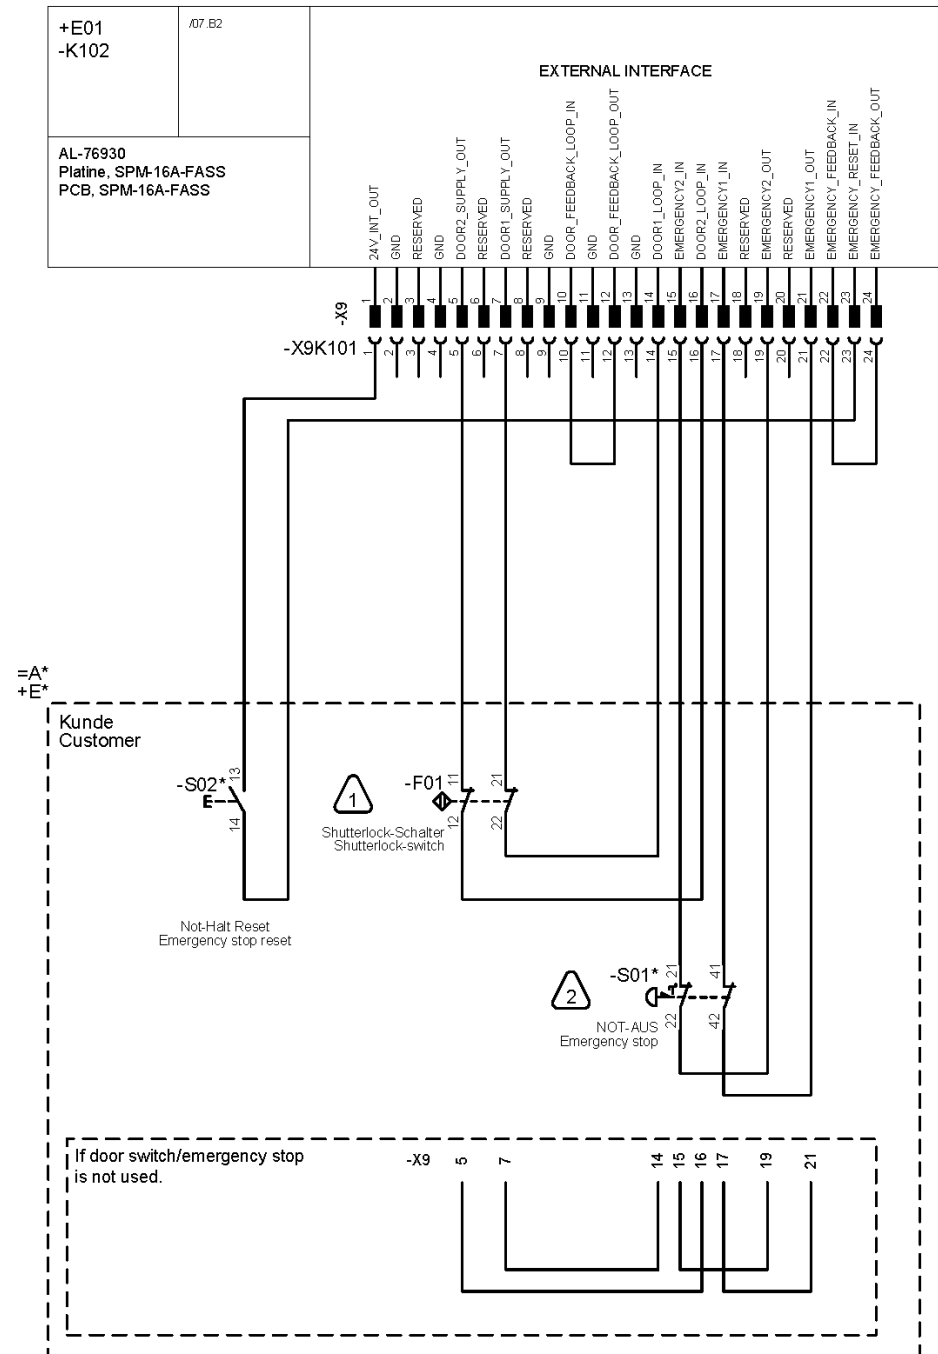 +E01
-K102
/07.B2
EXTERNAL INTERFACE
AL-76930
Platine, SPM-16A-FASS
PCB, SPM-16A-FASS
24V_INT_OUT
GND
RESERVED
GND
DOOR2_SUPPLY_OUT
RESERVED
DOOR1_SUPPLY_OUT
RESERVED
GND
DOOR_FEEDBACK_LOOP_IN
GND
DOOR_FEEDBACK_LOOP_OUT
GND
DOOR1_LOOP_IN
EMERGENCY2_IN
DOOR2_LOOP_IN
EMERGENCY1_IN
RESERVED
EMERGENCY2_OUT
RESERVED
EMERGENCY1_OUT
EMERGENCY_FEEDBACK_IN
EMERGENCY_RESET_IN
EMERGENCY_FEEDBACK_OUT
-X9 1 2 3 4 5 6 7 8 9 10 11 12 13 14 15 16 17 18 19 20 21 22 23 24
-X9K101 1 2 3 4 5 6 7 8 9 10 11 12 13 14 15 16 17 18 19 20 21 22 23 24
=A*
+E*
Kunde
Customer
-S02* 13
E
14
1
-F01 11 21
12 22
Shutterlock-Schalter
Shutterlock-switch
Not-Halt Reset
Emergency stop reset
2
-S01* 21 41
22 42
NOT-AUS
Emergency stop
If door switch/emergency stop
is not used.
-X9 5 7 14 15 16 17 19 21